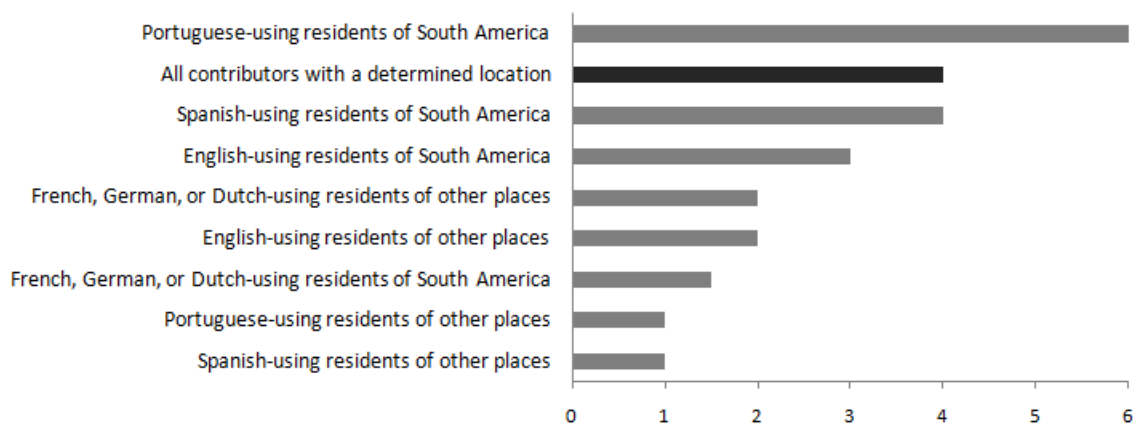 Portuguese-using residents of South America
All contributors with a determined location
Spanish-using residents of South America
English-using residents of South America
French, German, or Dutch-using residents of other places
English-using residents of other places
French, German, or Dutch-using residents of South America
Portuguese-using residents of other places
Spanish-using residents of other places
0 1 2 3 4 5 6